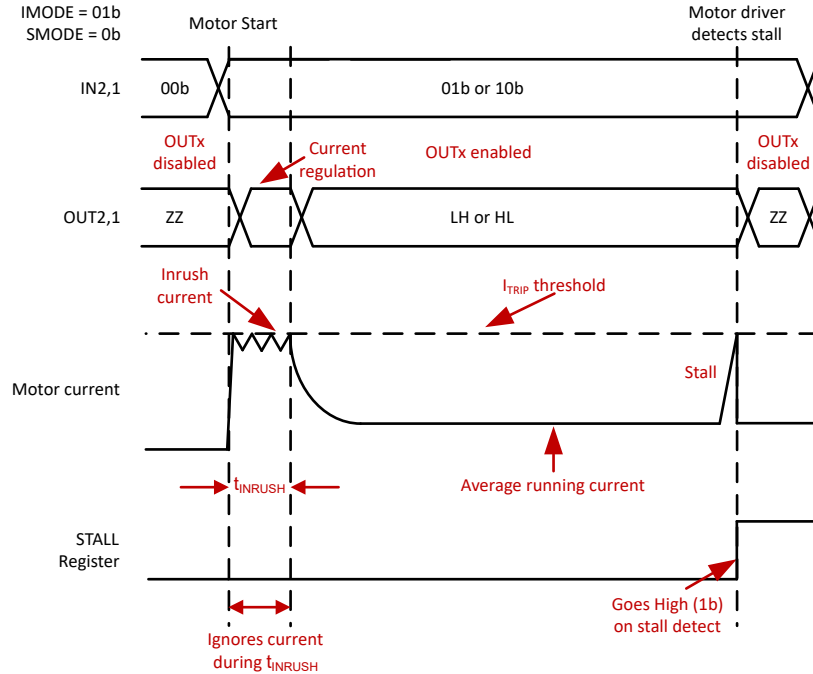 IMODE = 01b
SMODE = 0b
Motor Start
Motor driver
detects stall
IN2,1
00b
01b or 10b
OUTx
disabled
Current
regulation
OUTx enabled
OUTx
disabled
OUT2,1
ZZ
LH or HL
ZZ
Inrush
current
ITRIP threshold
Motor current
Stall
tINRUSH
Average running current
STALL
Register
Goes High (1b)
on stall detect
Ignores current
during tINRUSH